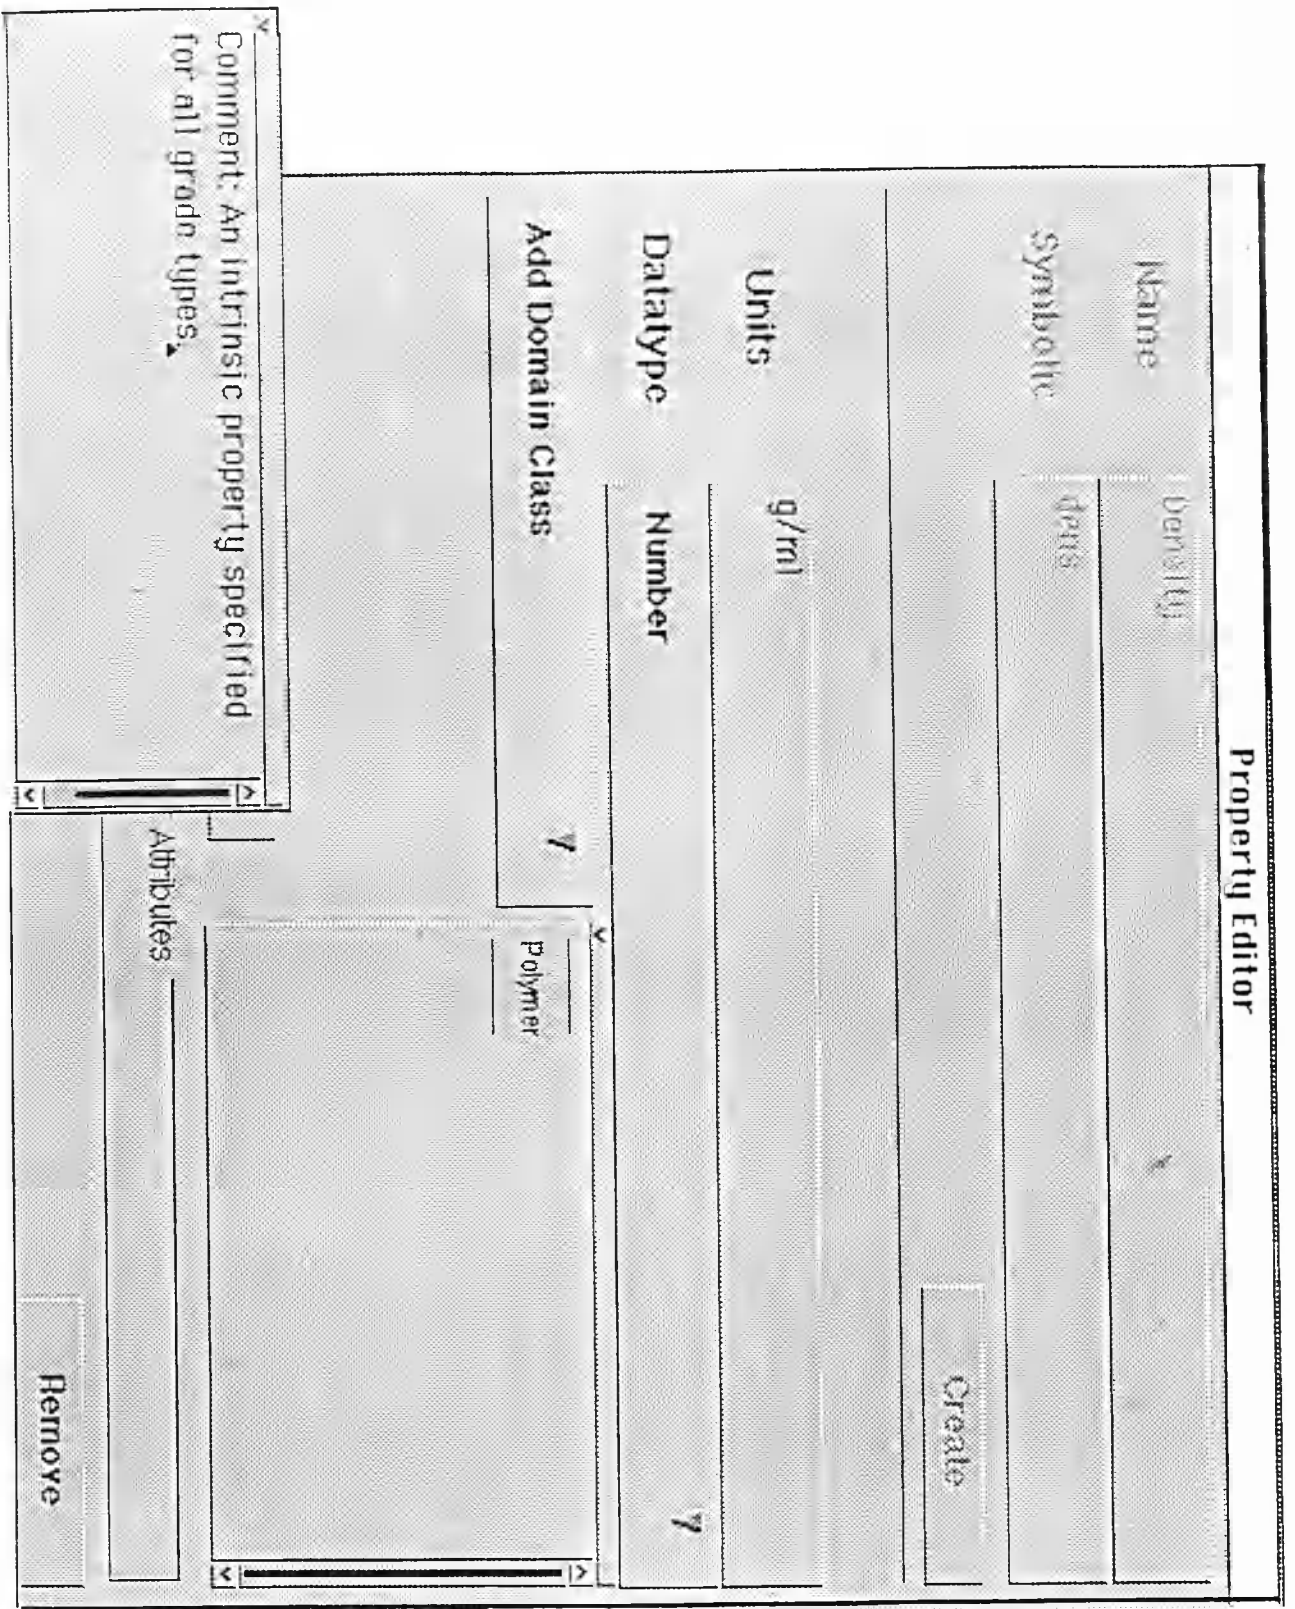 Property Editor
Name
Density
Symbolic
dens
Create
Units
g/ml
Datatype
Number
Add Domain Class
Polymer
Comment: An intrinsic property specified
for all grade types.
Attributes
Remove